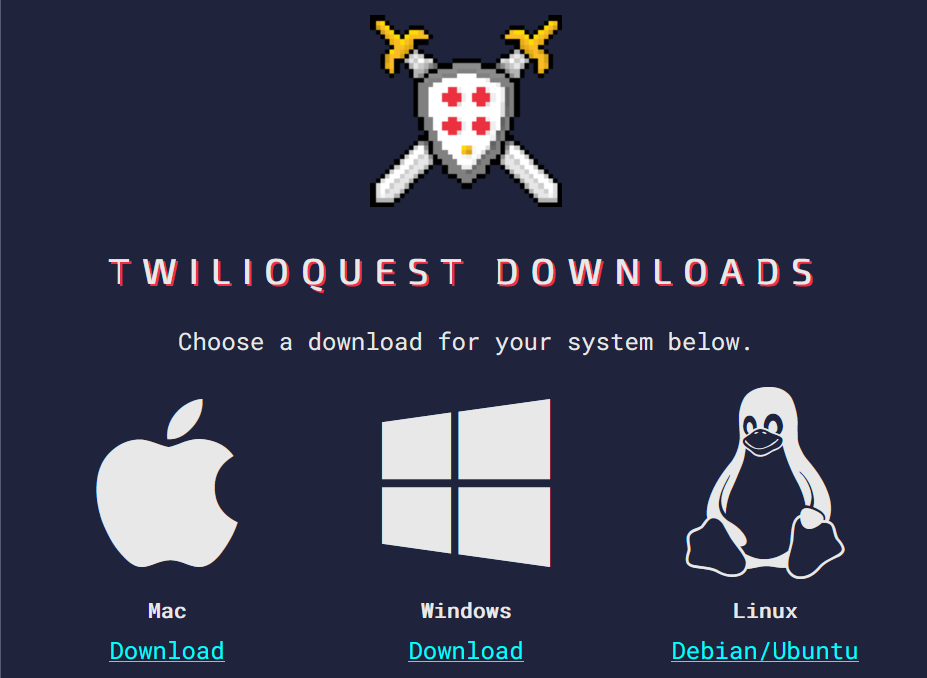 TWILIOQUEST DOWNLOADS
Choose a download for your system below.
Mac Windows Linux
Download Download Debian/Ubuntu